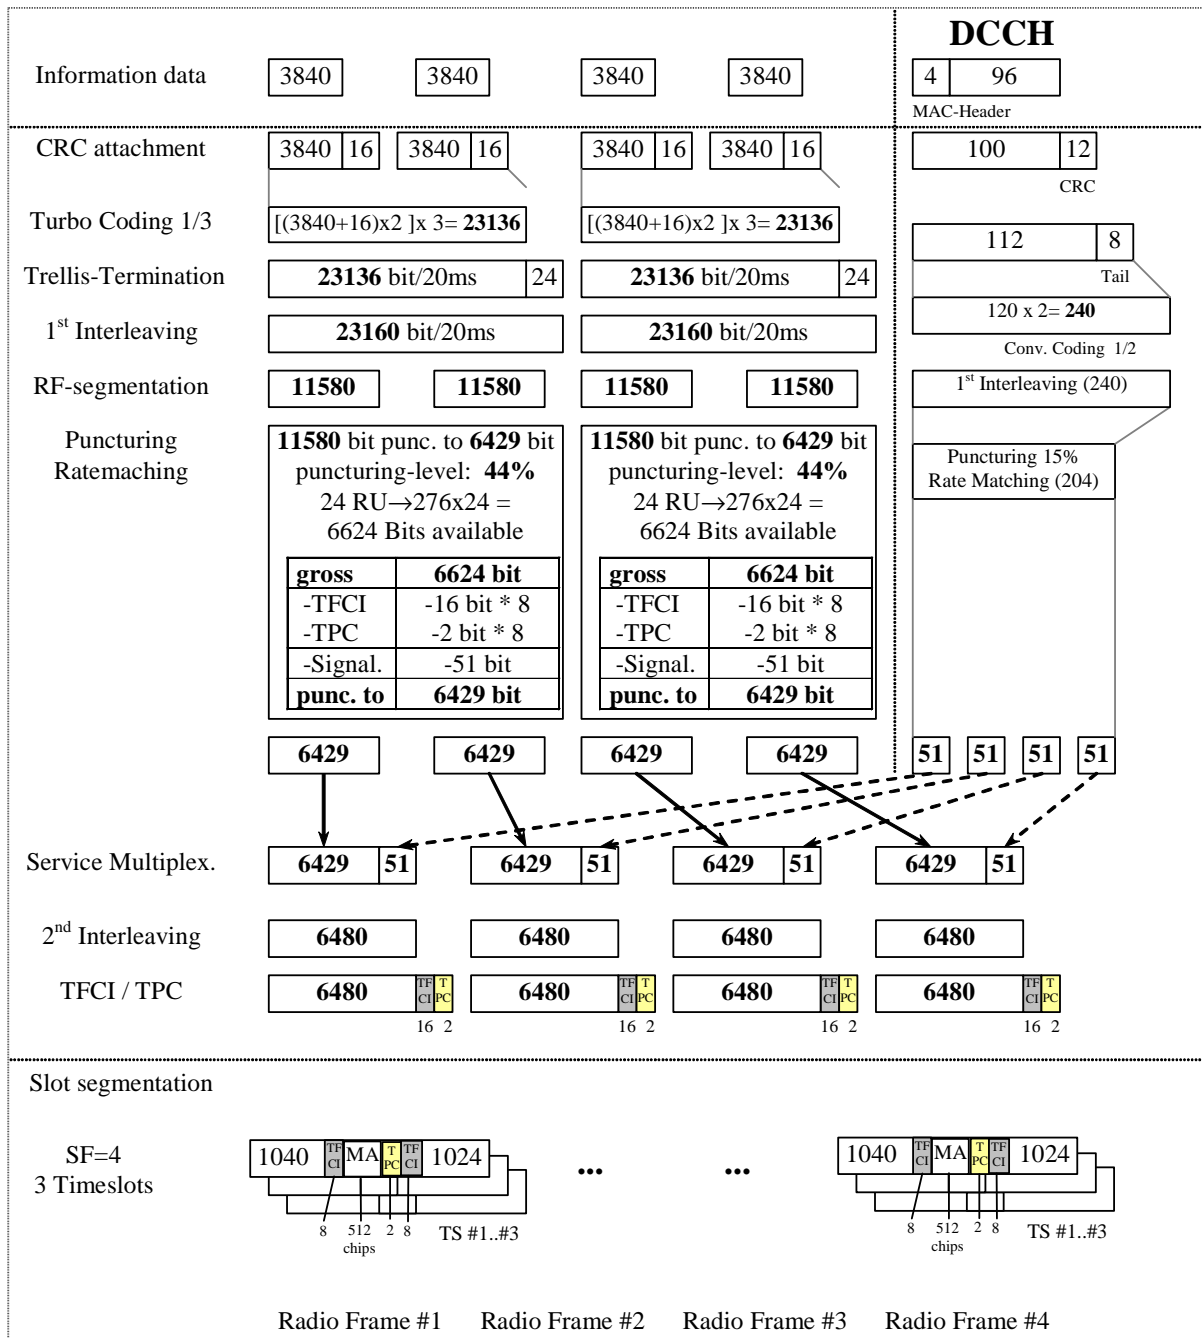 DCCH
Information data 3840 3840 3840 3840 4 96
MAC-Header
CRC attachment 3840 16 3840 16 3840 16 3840 16 100 12
CRC
Turbo Coding 1/3 [(3840+16)x2 ]x 3= 23136 [(3840+16)x2 ]x 3= 23136
112 8
Trellis-Termination 23136 bit/20ms 24 23136 bit/20ms 24 Tail
120 x 2= 240
1st Interleaving 23160 bit/20ms 23160 bit/20ms
Conv. Coding 1/2
RF-segmentation 11580 11580 11580 11580 1st Interleaving (240)
Puncturing 11580 bit punc. to 6429 bit 11580 bit punc. to 6429 bit
Ratemaching puncturing-level: 44% puncturing-level: 44% Puncturing 15%
24 RU→276x24 = 24 RU→276x24 = Rate Matching (204)
6624 Bits available 6624 Bits available
gross 6624 bit gross 6624 bit
-TFCI -16 bit * 8 -TFCI -16 bit * 8
-TPC -2 bit * 8 -TPC -2 bit * 8
-Signal. -51 bit -Signal. -51 bit
punc. to 6429 bit punc. to 6429 bit
6429 6429 6429 6429 51 51 51 51
Service Multiplex. 6429 51 6429 51 6429 51 6429 51
2nd Interleaving 6480 6480 6480 6480
TFCI / TPC 6480 TF CI T PC 6480 TF CI T PC 6480 TF CI T PC 6480 TF CI T PC
16 2 16 2 16 2 16 2
Slot segmentation
SF=4 1040 TF CI MA T PC TF CI 1024 ... ... 1040 TF CI MA T PC TF CI 1024
3 Timeslots
8 512 2 8 TS #1..#3 8 512 2 8 TS #1..#3
chips chips
Radio Frame #1 Radio Frame #2 Radio Frame #3 Radio Frame #4